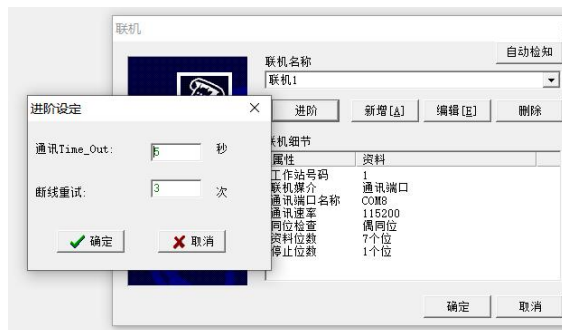 联机
自动检知
联机名称
联机1
进阶
新增[A]
编辑[E]
删除
联机细节
属性 资料
工作站号码 1
联机媒介 通讯端口
通讯端口名称 COM8
通讯速率 115200
同位检查 偶同位
资料位数 7个位
停止位数 1个位
确定
取消
进阶设定
通讯Time_Out: 5 秒
断线重试: 3 次
确定
取消